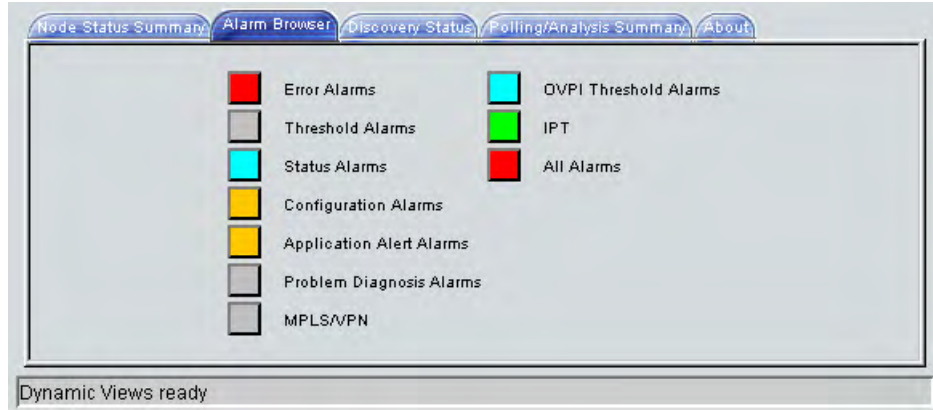 Node Status Summary Alarm Browser Discovery Status Polling/Analysis Summary About
Error Alarms OVPI Threshold Alarms
Threshold Alarms IPT
Status Alarms All Alarms
Configuration Alarms
Application Alert Alarms
Problem Diagnosis Alarms
MPLS/VPN
Dynamic Views ready